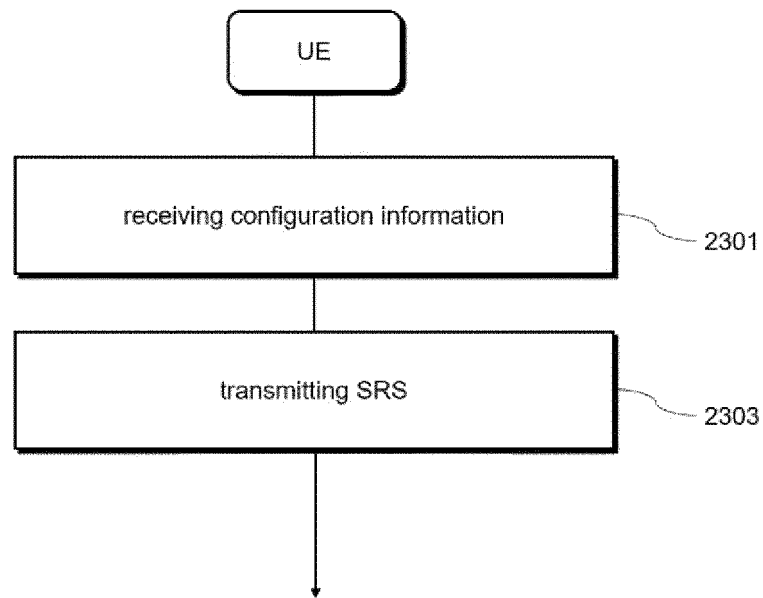 UE
receiving configuration information
2301
transmitting SRS
2303